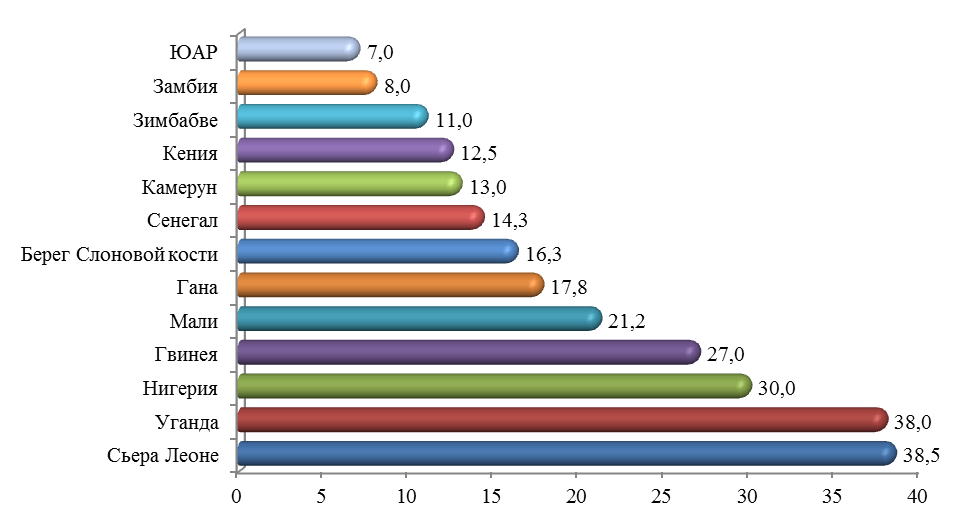 ЮАР 7,0
Замбия 8,0
Зимбабве 11,0
Кения 12,5
Камерун 13,0
Сенегал 14,3
Берег Слоновой кости 16,3
Гана 17,8
Мали 21,2
Гвинея 27,0
Нигерия 30,0
Уганда 38,0
Сьера Леоне 38,5
0 5 10 15 20 25 30 35 40